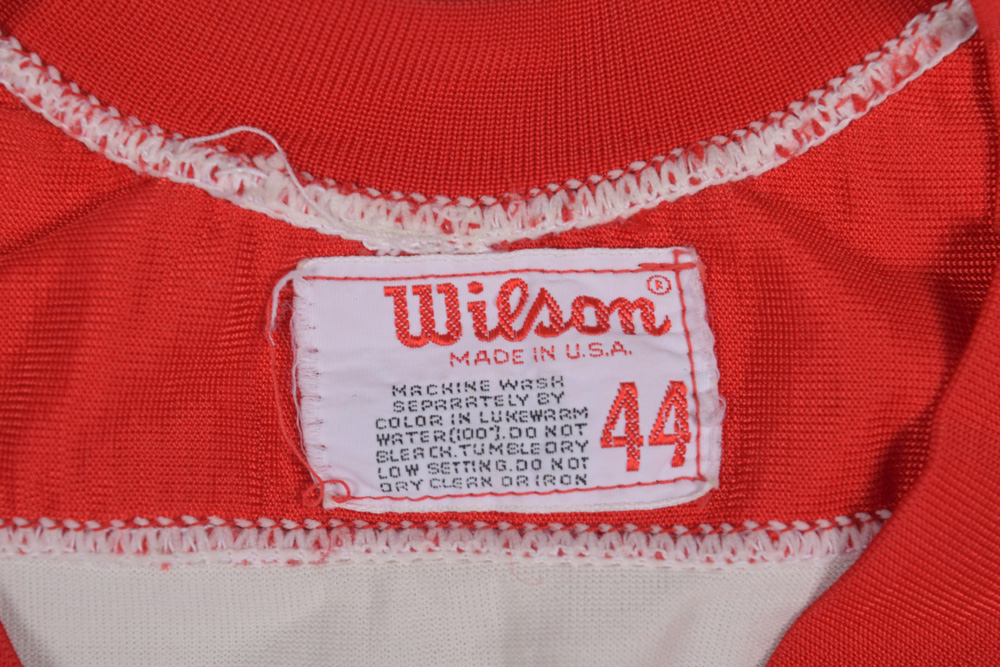 Wilson®
MADE IN U.S.A.
MACHINE WASH
SEPARATELY BY
COLOR IN LUKEWARM
WATER(100°). DO NOT
BLEACH. TUMBLE DRY
LOW SETTING. DO NOT
DRY CLEAN OR IRON
44